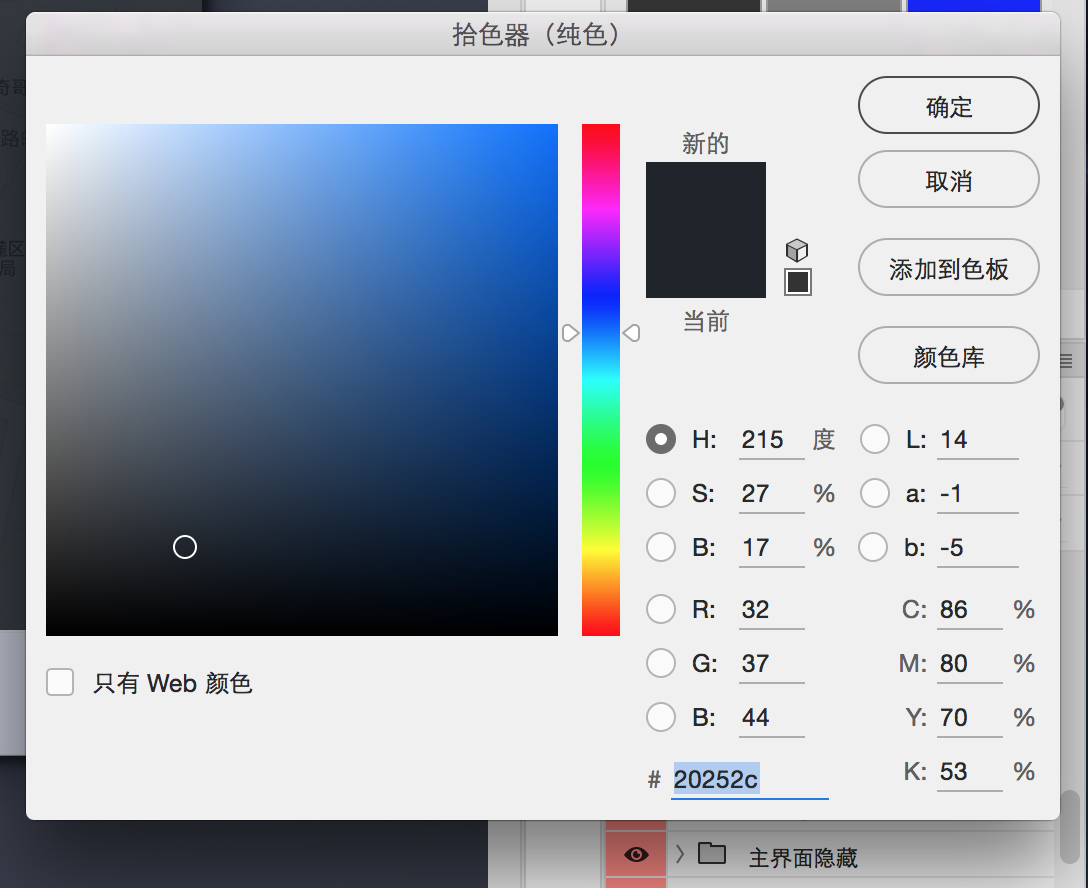 拾色器（纯色）
新的
当前
确定
取消
添加到色板
颜色库
H: 215 度
S: 27 %
B: 17 %
R: 32
G: 37
B: 44
# 20252c
L: 14
a: -1
b: -5
C: 86 %
M: 80 %
Y: 70 %
K: 53 %
只有 Web 颜色
主界面隐藏